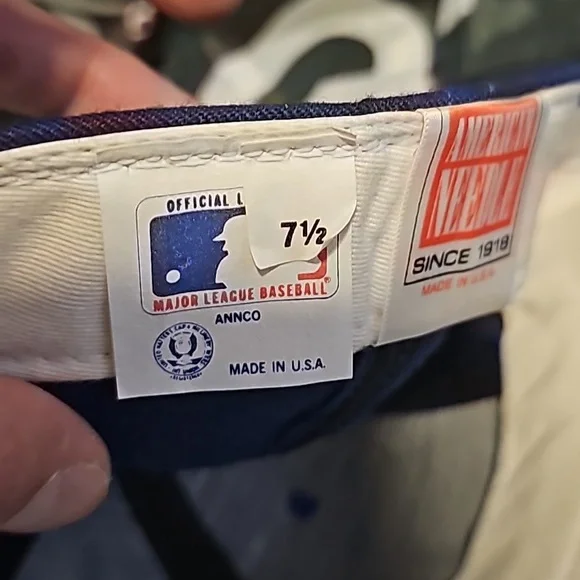 OFFICIAL L
7½
MAJOR LEAGUE BASEBALL®
ANNCO
MADE IN U.S.A.
AMERICAN
NEEDLE
SINCE 1918
MADE IN U.S.A.